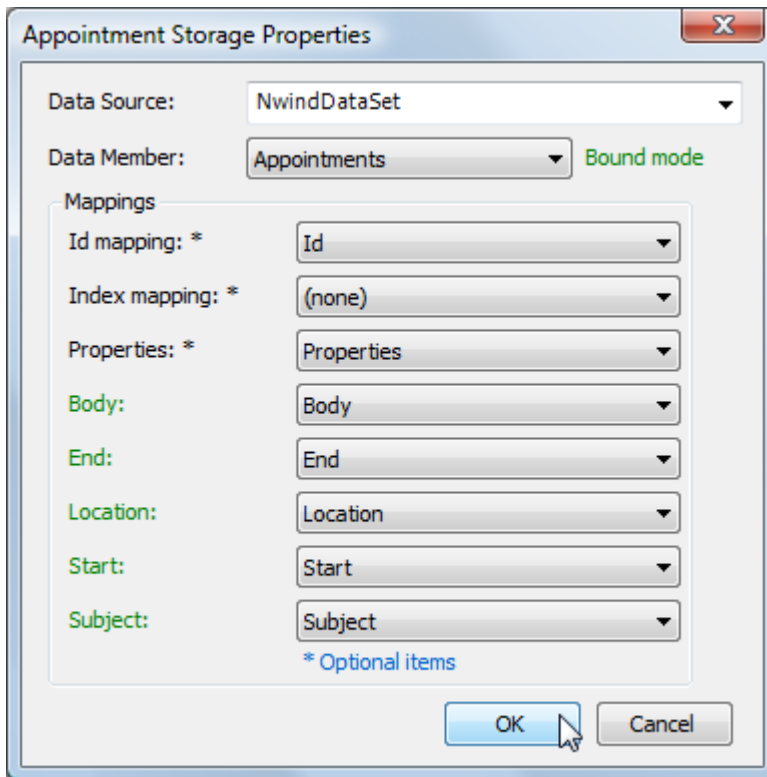 Appointment Storage Properties
Data Source: NwindDataSet
Data Member: Appointments Bound mode
Mappings
Id mapping: * Id
Index mapping: * (none)
Properties: * Properties
Body: Body
End: End
Location: Location
Start: Start
Subject: Subject
* Optional items
OK Cancel